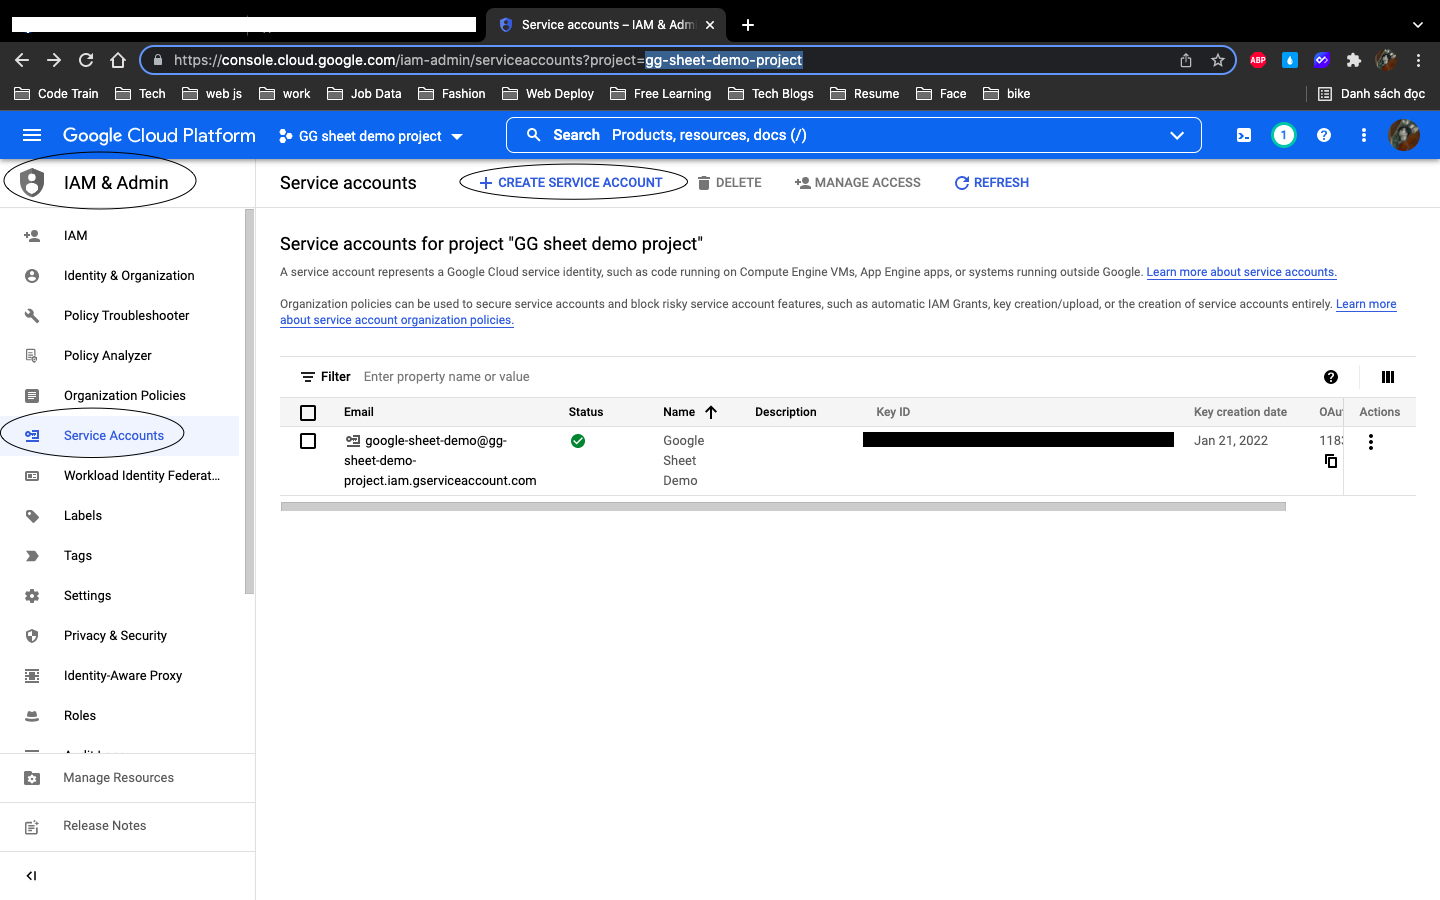 Service accounts – IAM & Adm
https://console.cloud.google.com/iam-admin/serviceaccounts?project=gg-sheet-demo-project
ABP
Code Train
Tech
web js
work
Job Data
Fashion
Web Deploy
Free Learning
Tech Blogs
Resume
Face
bike
Danh sách đọc
Google Cloud Platform
GG sheet demo project
Search Products, resources, docs (/)
1
IAM & Admin
Service accounts
CREATE SERVICE ACCOUNT
DELETE
MANAGE ACCESS
REFRESH
IAM
Identity & Organization
Policy Troubleshooter
Policy Analyzer
Organization Policies
Service Accounts
Workload Identity Federat...
Labels
Tags
Settings
Privacy & Security
Identity-Aware Proxy
Roles
Manage Resources
Release Notes
Service accounts for project "GG sheet demo project"
A service account represents a Google Cloud service identity, such as code running on Compute Engine VMs, App Engine apps, or systems running outside Google. Learn more about service accounts.
Organization policies can be used to secure service accounts and block risky service account features, such as automatic IAM Grants, key creation/upload, or the creation of service accounts entirely. Learn more
about service account organization policies.
Filter Enter property name or value
Email
Status
Name
Description
Key ID
Key creation date
OAu
Actions
google-sheet-demo@gg-
sheet-demo-
project.iam.gserviceaccount.com
Google
Sheet
Demo
Jan 21, 2022
118